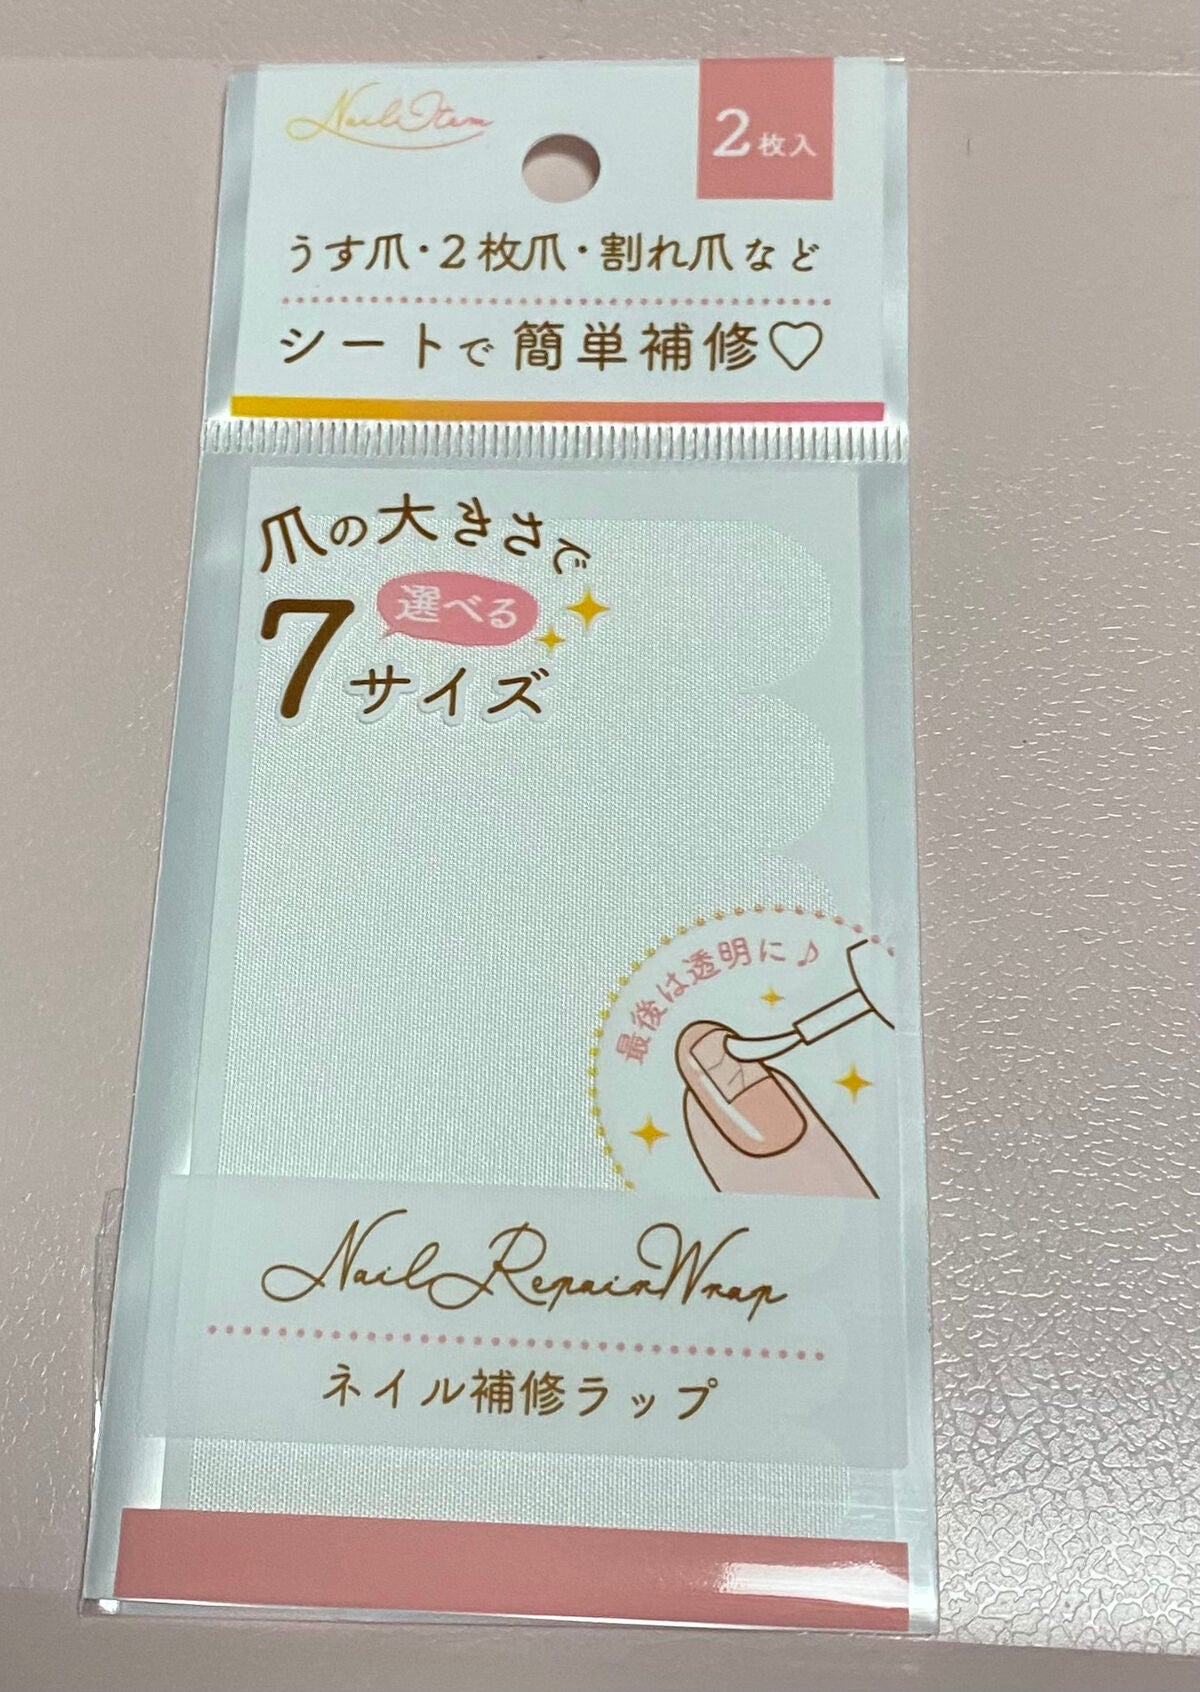 Nail Item
2枚入
うす爪・2枚爪・割れ爪など
シートで簡単補修♡
爪の大きさで
選べる
7サイズ
最後は透明に♪
Nail Repair Wrap
ネイル補修ラップ